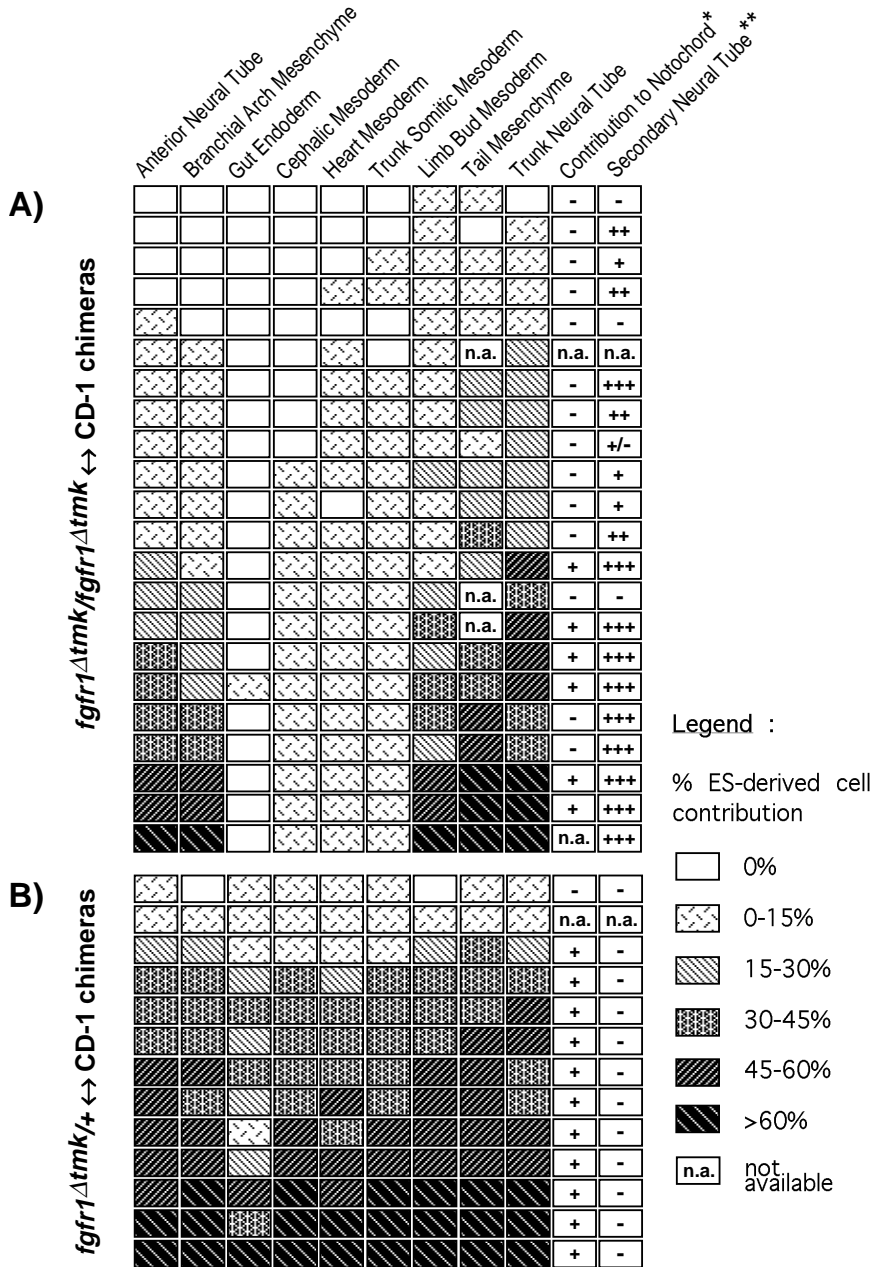 Anterior Neural Tube
Branchial Arch Mesenchyme
Gut Endoderm
Cephalic Mesoderm
Heart Mesoderm
Trunk Somitic Mesoderm
Limb Bud Mesoderm
Tail Mesenchyme
Trunk Neural Tube
Contribution to Notochord*
Secondary Neural Tube**
A)
fgfr1Δtmk/fgfr1Δtmk ↔ CD-1 chimeras
- -
- ++
- +
- ++
- -
n.a. n.a. n.a.
- +++
- ++
- +/-
- +
- +
- ++
+ +++
n.a. - -
n.a. + +++
+ +++
+ +++
- +++
- +++
+ +++
+ +++
n.a. +++
B)
fgfr1Δtmk/+ ↔ CD-1 chimeras
- -
n.a. n.a.
+ -
+ -
+ -
+ -
+ -
+ -
+ -
+ -
+ -
+ -
+ -
Legend :
% ES-derived cell
contribution
0%
0-15%
15-30%
30-45%
45-60%
>60%
n.a. not
available